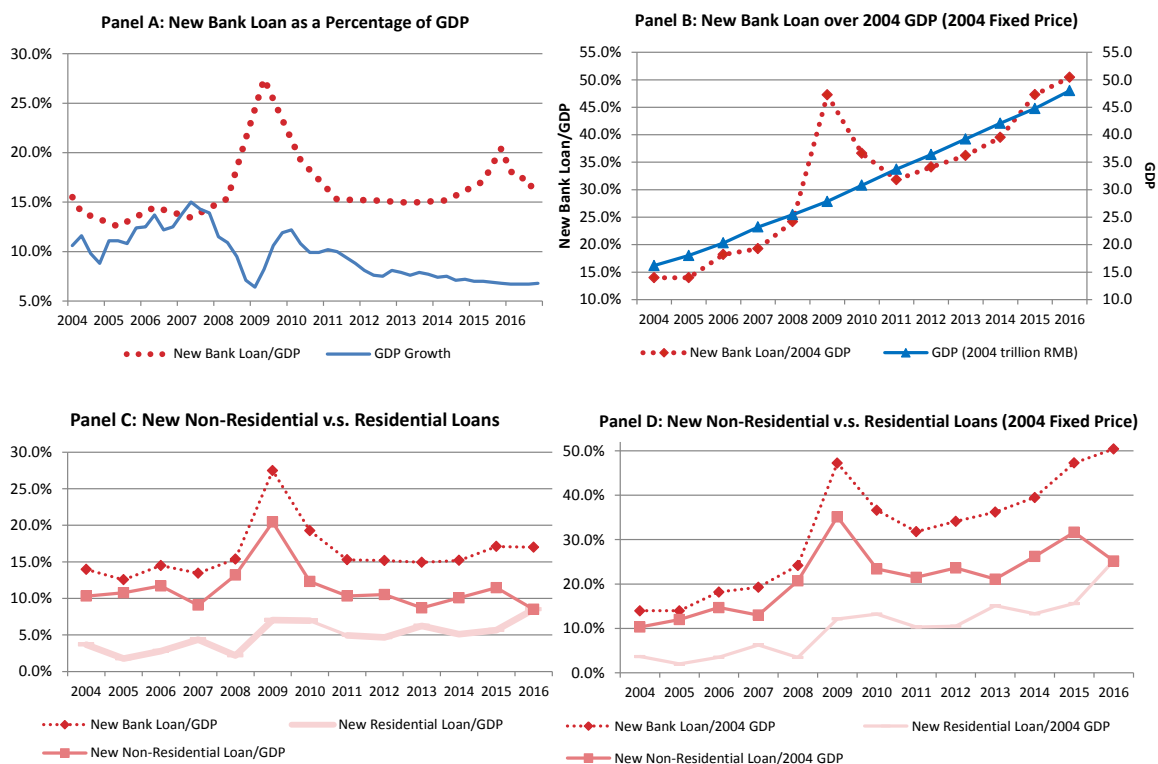 Panel A: New Bank Loan as a Percentage of GDP
30.0%
25.0%
20.0%
15.0%
10.0%
5.0%
2004 2005 2006 2007 2008 2009 2010 2011 2012 2013 2014 2015 2016
New Bank Loan/GDP GDP Growth
Panel B: New Bank Loan over 2004 GDP (2004 Fixed Price)
New Bank Loan/GDP
55.0%
50.0%
45.0%
40.0%
35.0%
30.0%
25.0%
20.0%
15.0%
10.0%
55.0
50.0
45.0
40.0
35.0
30.0
25.0
20.0
15.0
10.0
GDP
2004 2005 2006 2007 2008 2009 2010 2011 2012 2013 2014 2015 2016
New Bank Loan/2004 GDP GDP (2004 trillion RMB)
Panel C: New Non-Residential v.s. Residential Loans
30.0%
25.0%
20.0%
15.0%
10.0%
5.0%
0.0%
2004 2005 2006 2007 2008 2009 2010 2011 2012 2013 2014 2015 2016
New Bank Loan/GDP New Residential Loan/GDP
New Non-Residential Loan/GDP
Panel D: New Non-Residential v.s. Residential Loans (2004 Fixed Price)
50.0%
40.0%
30.0%
20.0%
10.0%
0.0%
2004 2005 2006 2007 2008 2009 2010 2011 2012 2013 2014 2015 2016
New Bank Loan/2004 GDP New Residential Loan/2004 GDP
New Non-Residential Loan/2004 GDP